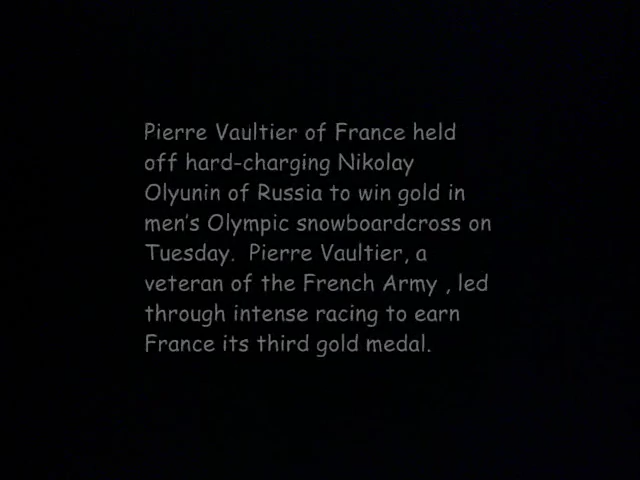 Pierre Vaultier of France held
off hard-charging Nikolay
Olyunin of Russia to win gold in
men's Olympic snowboardcross on
Tuesday.  Pierre Vaultier, a
veteran of the French Army , led
through intense racing to earn
France its third gold medal.